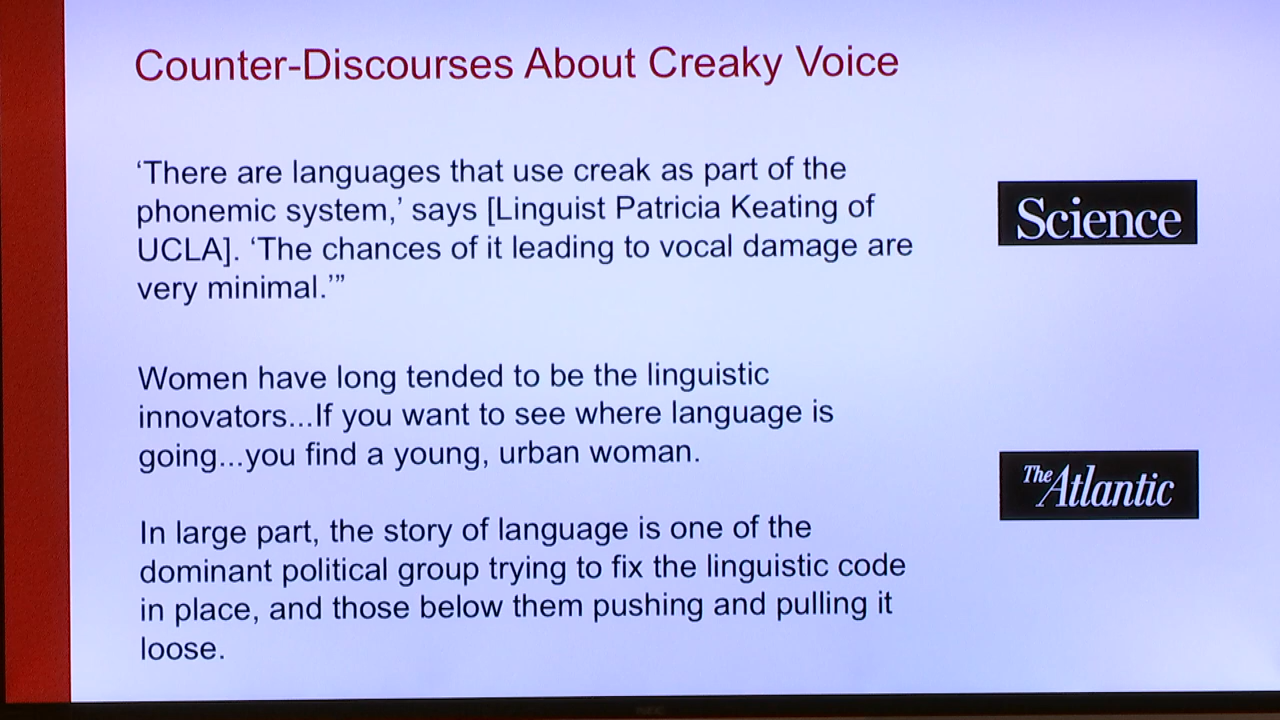 Counter-Discourses About Creaky Voice
‘There are languages that use creak as part of the
phonemic system,’ says [Linguist Patricia Keating of
UCLA]. ‘The chances of it leading to vocal damage are
very minimal.’”
Science
Women have long tended to be the linguistic
innovators...If you want to see where language is
going...you find a young, urban woman.
The Atlantic
In large part, the story of language is one of the
dominant political group trying to fix the linguistic code
in place, and those below them pushing and pulling it
loose.